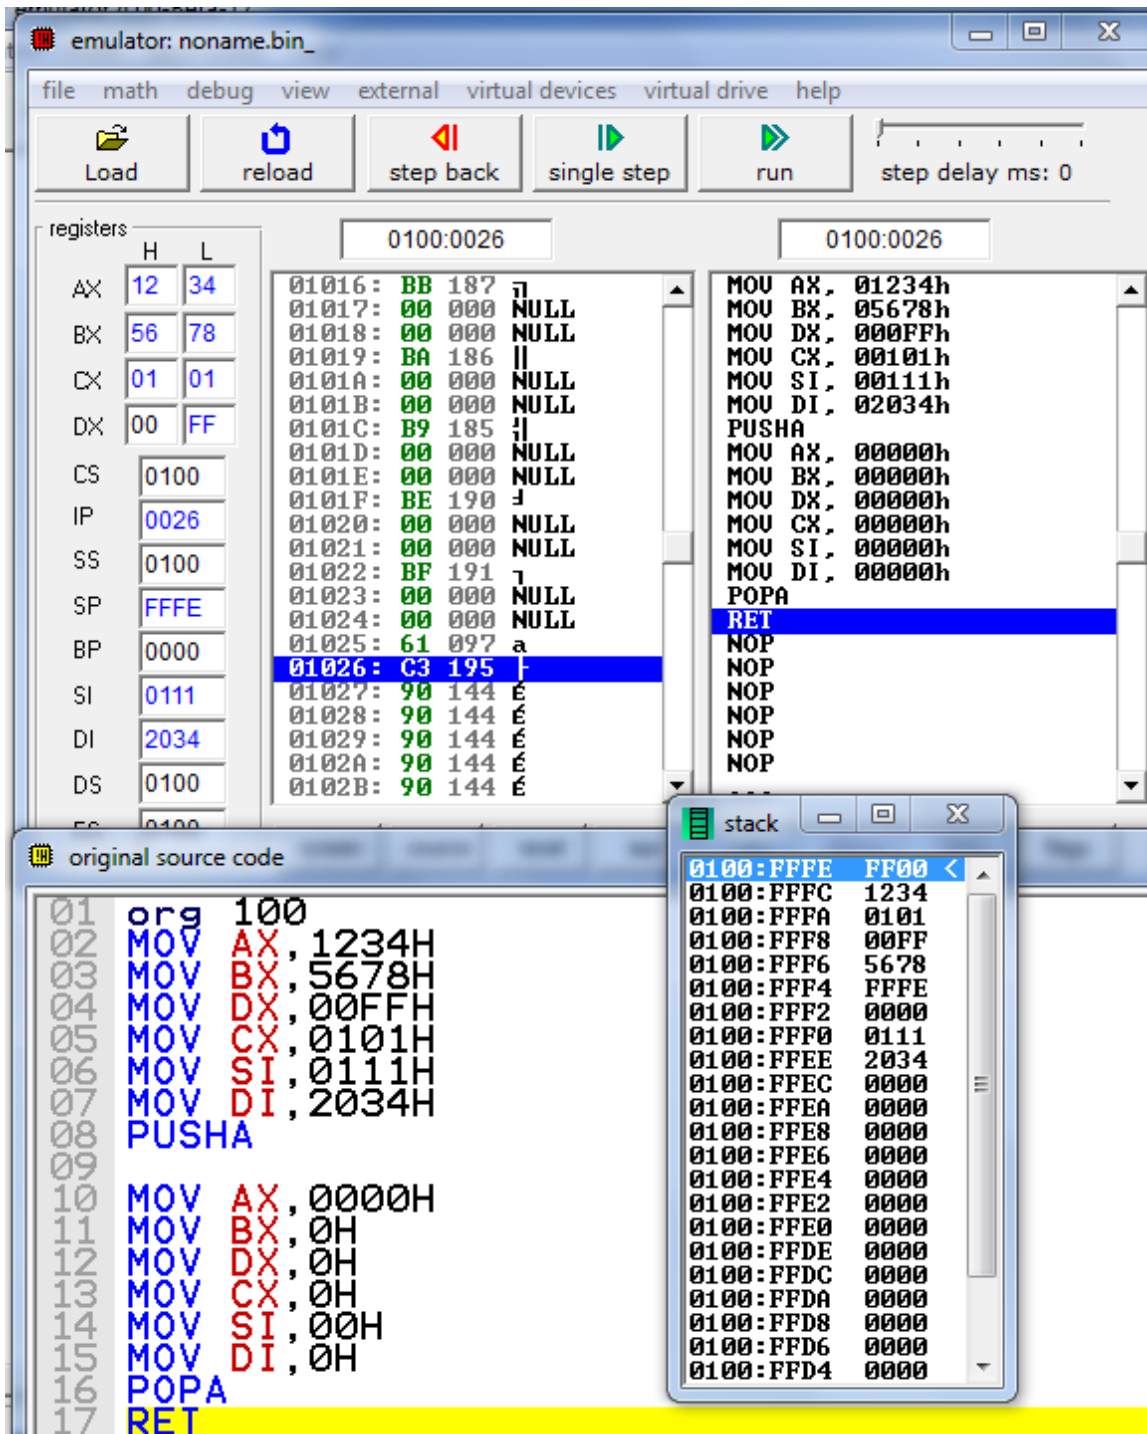 emulator: noname.bin_
file math debug view external virtual devices virtual drive help
Load reload step back single step run step delay ms: 0
registers
H L
0100:0026 0100:0026
AX 12 34
BX 56 78
CX 01 01
DX 00 FF
CS 0100
IP 0026
SS 0100
SP FFFE
BP 0000
SI 0111
DI 2034
DS 0100
ES 0100
01016: BB 187 ╗
01017: 00 000 NULL
01018: 00 000 NULL
01019: BA 186 ║
0101A: 00 000 NULL
0101B: 00 000 NULL
0101C: B9 185 ╣
0101D: 00 000 NULL
0101E: 00 000 NULL
0101F: BE 190 ╛
01020: 00 000 NULL
01021: 00 000 NULL
01022: BF 191 ┐
01023: 00 000 NULL
01024: 00 000 NULL
01025: 61 097 a
01026: C3 195 ├
01027: 90 144 É
01028: 90 144 É
01029: 90 144 É
0102A: 90 144 É
0102B: 90 144 É
MOV AX, 01234h
MOV BX, 05678h
MOV DX, 000FFh
MOV CX, 00101h
MOV SI, 00111h
MOV DI, 02034h
PUSHA
MOV AX, 00000h
MOV BX, 00000h
MOV DX, 00000h
MOV CX, 00000h
MOV SI, 00000h
MOV DI, 00000h
POPA
RET
NOP
NOP
NOP
NOP
NOP
NOP
...
original source code
01 org 100
02 MOV AX,1234H
03 MOV BX,5678H
04 MOV DX,00FFH
05 MOV CX,0101H
06 MOV SI,0111H
07 MOV DI,2034H
08 PUSHA
09
10 MOV AX,0000H
11 MOV BX,0H
12 MOV DX,0H
13 MOV CX,0H
14 MOV SI,00H
15 MOV DI,0H
16 POPA
17 RET
stack
0100:FFFE FF00 <
0100:FFFC 1234
0100:FFFA 0101
0100:FFF8 00FF
0100:FFF6 5678
0100:FFF4 FFFE
0100:FFF2 0000
0100:FFF0 0111
0100:FFEE 2034
0100:FFEC 0000
0100:FFEA 0000
0100:FFE8 0000
0100:FFE6 0000
0100:FFE4 0000
0100:FFE2 0000
0100:FFE0 0000
0100:FFDE 0000
0100:FFDC 0000
0100:FFDA 0000
0100:FFD8 0000
0100:FFD6 0000
0100:FFD4 0000